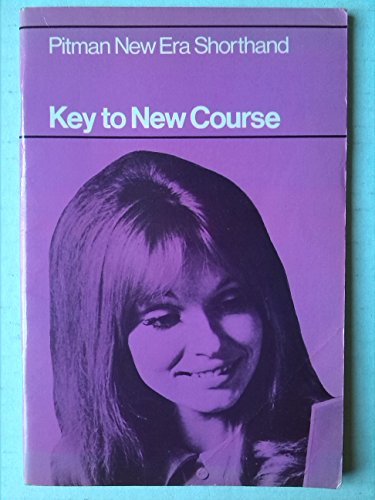 Pitman New Era Shorthand
Key to New Course